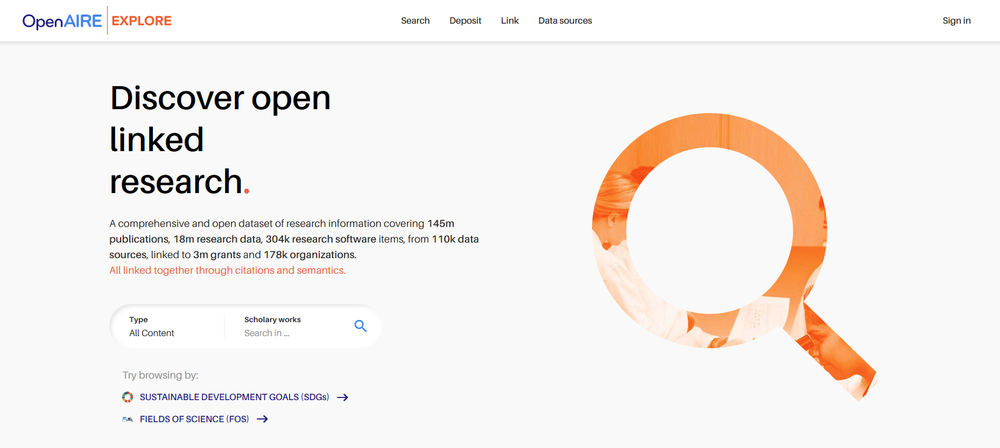 OpenAIRE | EXPLORE
Search
Deposit
Link
Data sources
Sign in
Discover open
linked
research.
A comprehensive and open dataset of research information covering 145m
publications, 18m research data, 304k research software items, from 110k data
sources, linked to 3m grants and 178k organizations.
All linked together through citations and semantics.
Type
All Content
Scholary works
Search in ...
Try browsing by:
SUSTAINABLE DEVELOPMENT GOALS (SDGs)
FIELDS OF SCIENCE (FOS)